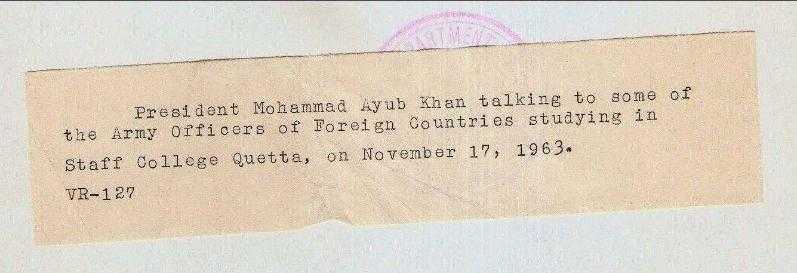 DEPARTMENT
President Mohammad Ayub Khan talking to some of
the Army Officers of Foreign Countries studying in
Staff College Quetta, on November 17, 1963.
VR-127